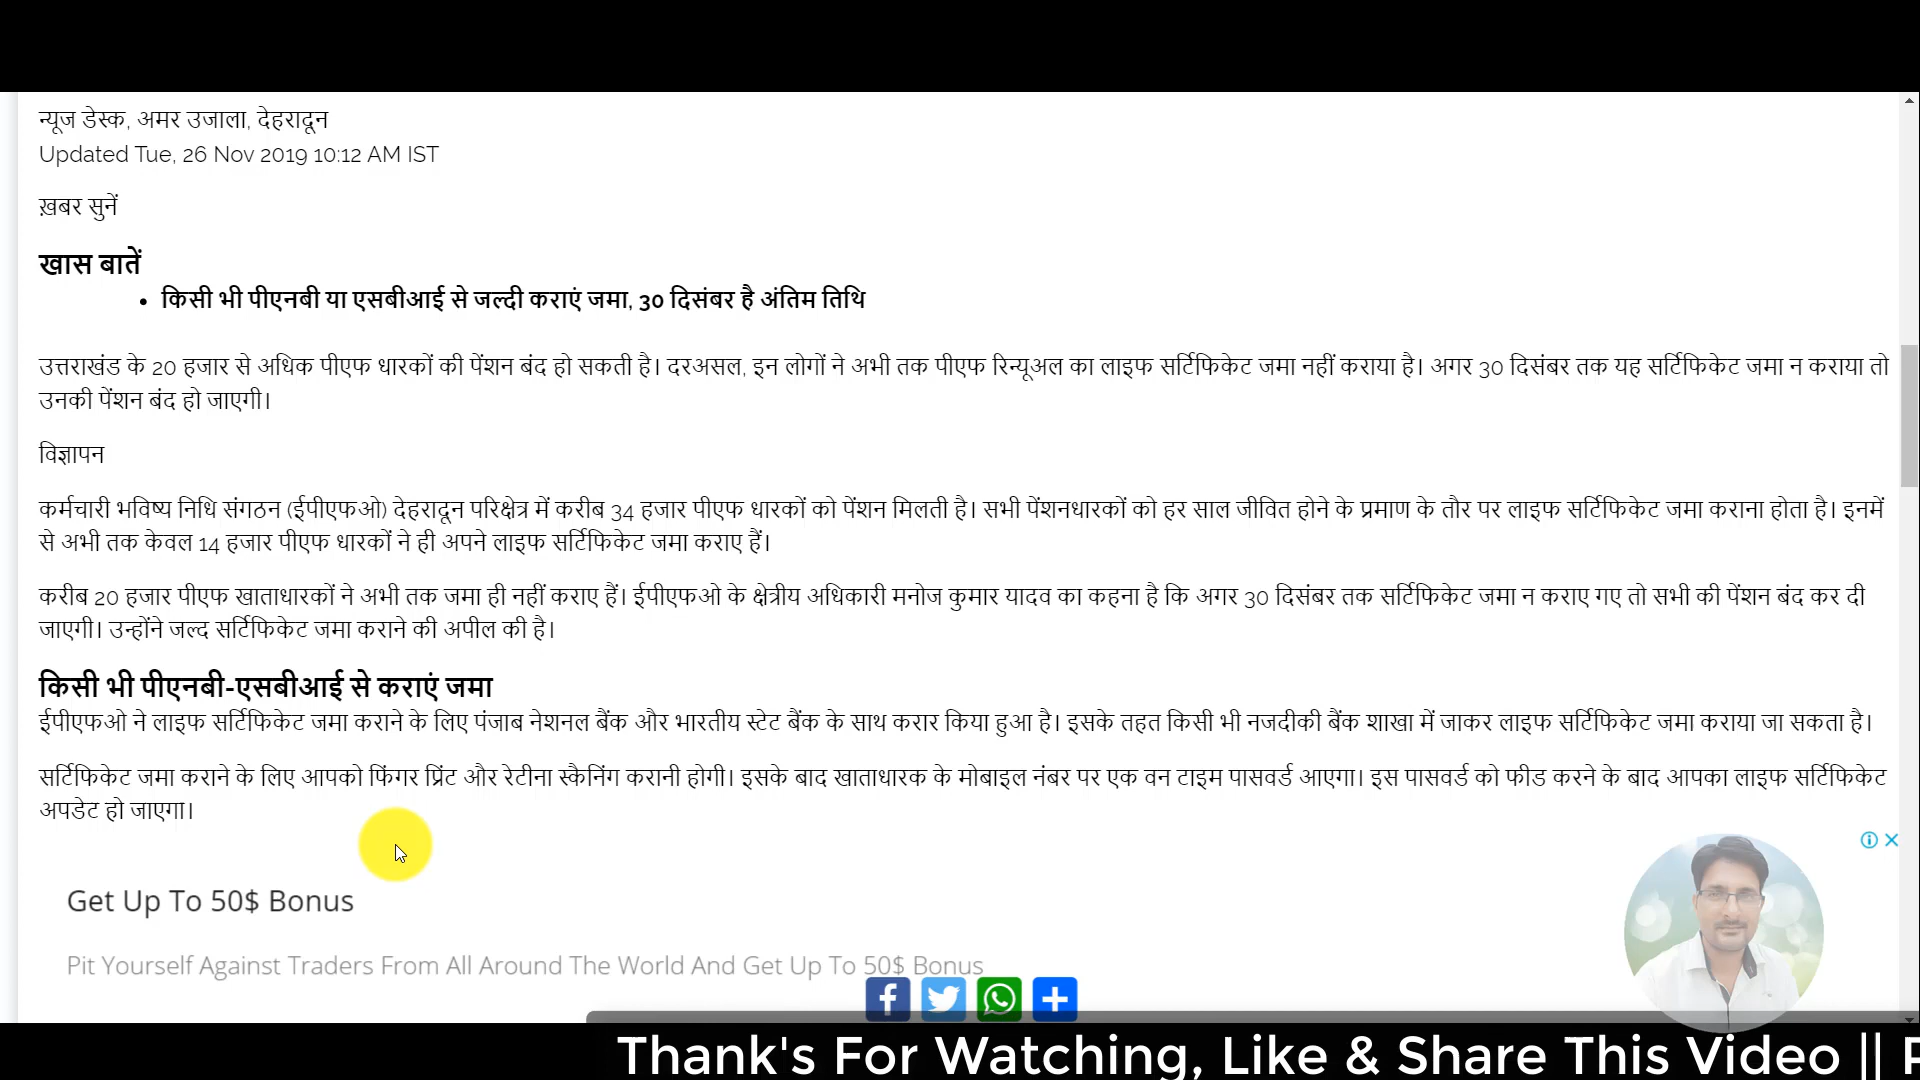 न्यूज डेस्क, अमर उजाला, देहरादून
Updated Tue, 26 Nov 2019 10:12 AM IST
ख़बर सुनें
खास बातें
• किसी भी पीएनबी या एसबीआई से जल्दी कराएं जमा, 30 दिसंबर है अंतिम तिथि
उत्तराखंड के 20 हजार से अधिक पीएफ धारकों की पेंशन बंद हो सकती है। दरअसल, इन लोगों ने अभी तक पीएफ रिन्यूअल का लाइफ सर्टिफिकेट जमा नहीं कराया है। अगर 30 दिसंबर तक यह सर्टिफिकेट जमा न कराया तो
उनकी पेंशन बंद हो जाएगी।
विज्ञापन
कर्मचारी भविष्य निधि संगठन (ईपीएफओ) देहरादून परिक्षेत्र में करीब 34 हजार पीएफ धारकों को पेंशन मिलती है। सभी पेंशनधारकों को हर साल जीवित होने के प्रमाण के तौर पर लाइफ सर्टिफिकेट जमा कराना होता है। इनमें
से अभी तक केवल 14 हजार पीएफ धारकों ने ही अपने लाइफ सर्टिफिकेट जमा कराए हैं।
करीब 20 हजार पीएफ खाताधारकों ने अभी तक जमा ही नहीं कराए हैं। ईपीएफओ के क्षेत्रीय अधिकारी मनोज कुमार यादव का कहना है कि अगर 30 दिसंबर तक सर्टिफिकेट जमा न कराए गए तो सभी की पेंशन बंद कर दी
जाएगी। उन्होंने जल्द सर्टिफिकेट जमा कराने की अपील की है।
किसी भी पीएनबी-एसबीआई से कराएं जमा
ईपीएफओ ने लाइफ सर्टिफिकेट जमा कराने के लिए पंजाब नेशनल बैंक और भारतीय स्टेट बैंक के साथ करार किया हुआ है। इसके तहत किसी भी नजदीकी बैंक शाखा में जाकर लाइफ सर्टिफिकेट जमा कराया जा सकता है।
सर्टिफिकेट जमा कराने के लिए आपको फिंगर प्रिंट और रेटीना स्कैनिंग करानी होगी। इसके बाद खाताधारक के मोबाइल नंबर पर एक वन टाइम पासवर्ड आएगा। इस पासवर्ड को फीड करने के बाद आपका लाइफ सर्टिफिकेट
अपडेट हो जाएगा।
Get Up To 50$ Bonus
Pit Yourself Against Traders From All Around The World And Get Up To 50$ Bonus
Thank's For Watching, Like & Share This Video ||